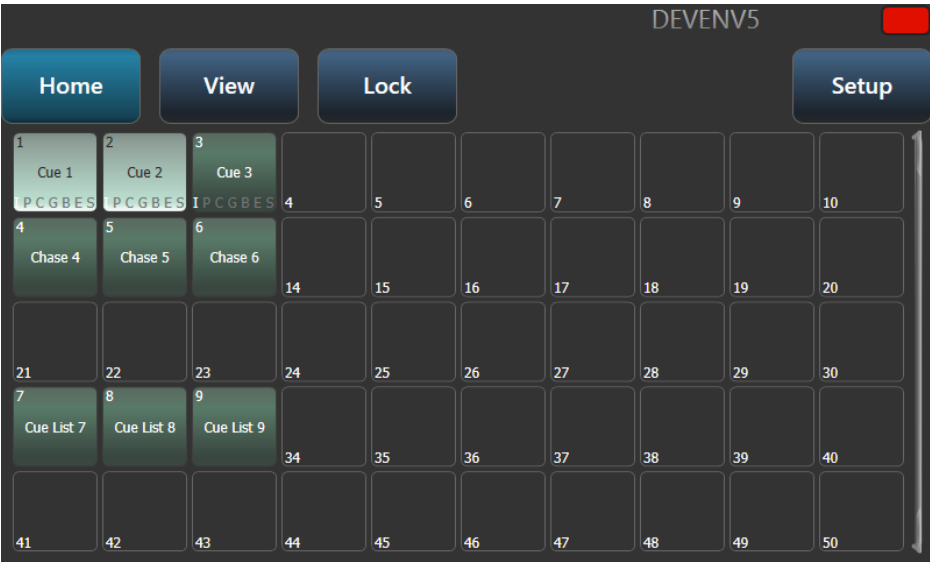 DEVENV5
Home View Lock Setup
1 2 3
Cue 1 Cue 2 Cue 3
IPCGBES IPCGBES IPCGBES 4 5 6 7 8 9 10
4 5 6
Chase 4 Chase 5 Chase 6
14 15 16 17 18 19 20
21 22 23 24 25 26 27 28 29 30
7 8 9
Cue List 7 Cue List 8 Cue List 9
34 35 36 37 38 39 40
41 42 43 44 45 46 47 48 49 50